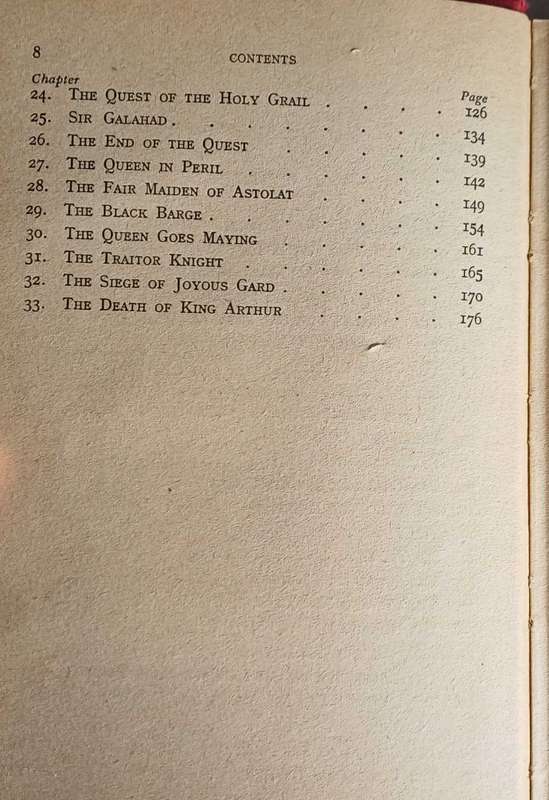 8 CONTENTS
Chapter Page
24. The Quest of the Holy Grail . . . . 126
25. Sir Galahad . . . . . . . 134
26. The End of the Quest . . . . . 139
27. The Queen in Peril . . . . . 142
28. The Fair Maiden of Astolat . . . . 149
29. The Black Barge . . . . . . 154
30. The Queen Goes Maying . . . . . 161
31. The Traitor Knight . . . . . 165
32. The Siege of Joyous Gard . . . . . 170
33. The Death of King Arthur . . . . 176